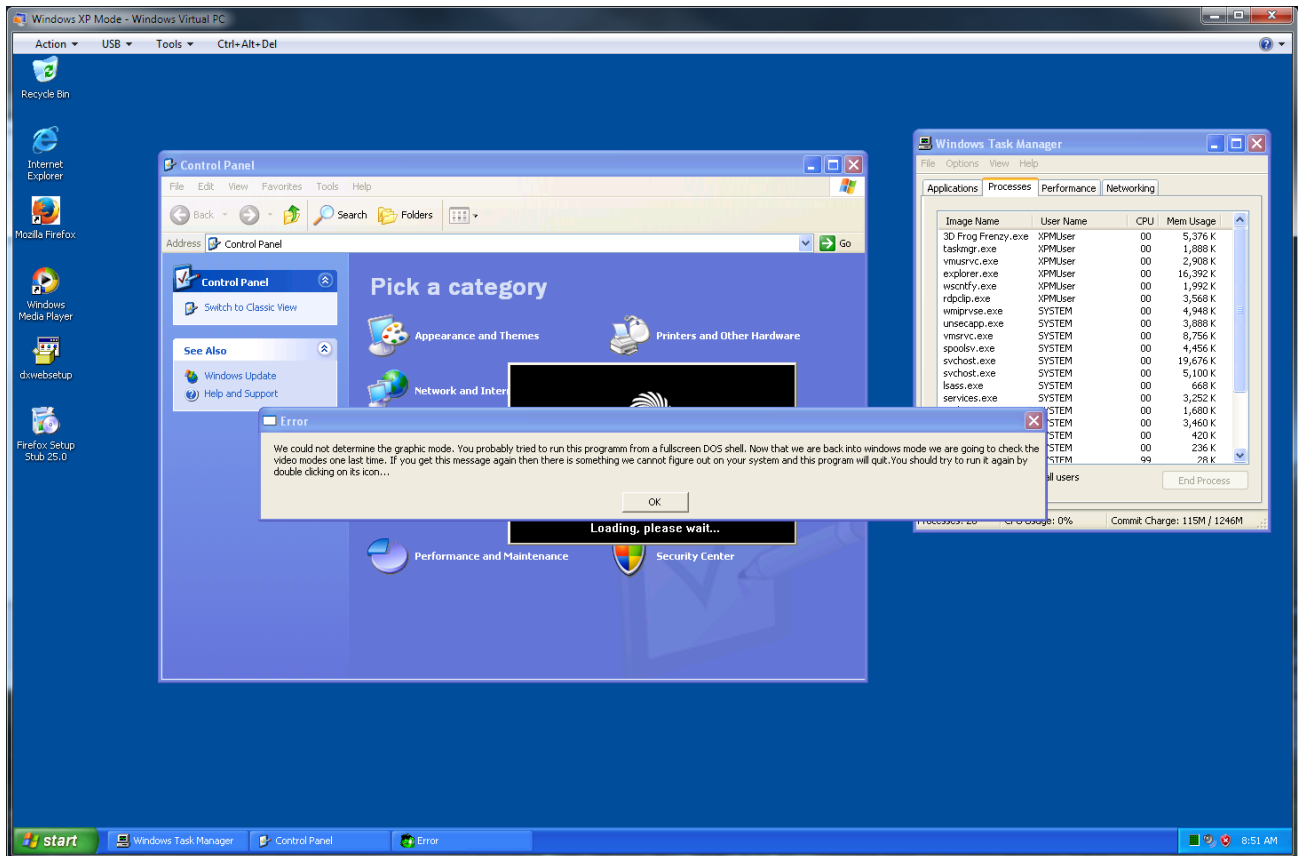 Windows XP Mode - Windows Virtual PC
Action USB Tools Ctrl+Alt+Del
Recycle Bin
Internet
Explorer
Mozilla Firefox
Windows
Media Player
dxwebsetup
Firefox Setup
Stub 25.0
Control Panel
File Edit View Favorites Tools Help
Back Search Folders
Address Control Panel Go
Control Panel
Switch to Classic View
See Also
Windows Update
Help and Support
Pick a category
Appearance and Themes Printers and Other Hardware
Network and Inter
Performance and Maintenance Security Center
Loading, please wait...
Error
We could not determine the graphic mode. You probably tried to run this programm from a fullscreen DOS shell. Now that we are back into windows mode we are going to check the
video modes one last time. If you get this message again then there is something we cannot figure out on your system and this program will quit.You should try to run it again by
double clicking on its icon...
OK
Windows Task Manager
File Options View Help
Applications Processes Performance Networking
Image Name User Name CPU Mem Usage
3D Frog Frenzy.exe XPMUser 00 5,376 K
taskmgr.exe XPMUser 00 1,888 K
vmusrvc.exe XPMUser 00 2,908 K
explorer.exe XPMUser 00 16,392 K
wscntfy.exe XPMUser 00 1,992 K
rdpclip.exe XPMUser 00 3,568 K
wmiprvse.exe SYSTEM 00 4,948 K
unsecapp.exe SYSTEM 00 3,888 K
vmsrvc.exe SYSTEM 00 8,756 K
spoolsv.exe SYSTEM 00 4,456 K
svchost.exe SYSTEM 00 19,676 K
svchost.exe SYSTEM 00 5,100 K
lsass.exe SYSTEM 00 668 K
services.exe SYSTEM 00 3,252 K
YSTEM 00 1,680 K
YSTEM 00 3,460 K
YSTEM 00 420 K
YSTEM 00 236 K
YSTEM 99 28 K
all users End Process
CPU Usage: 0% Commit Charge: 115M / 1246M
start Windows Task Manager Control Panel Error 8:51 AM